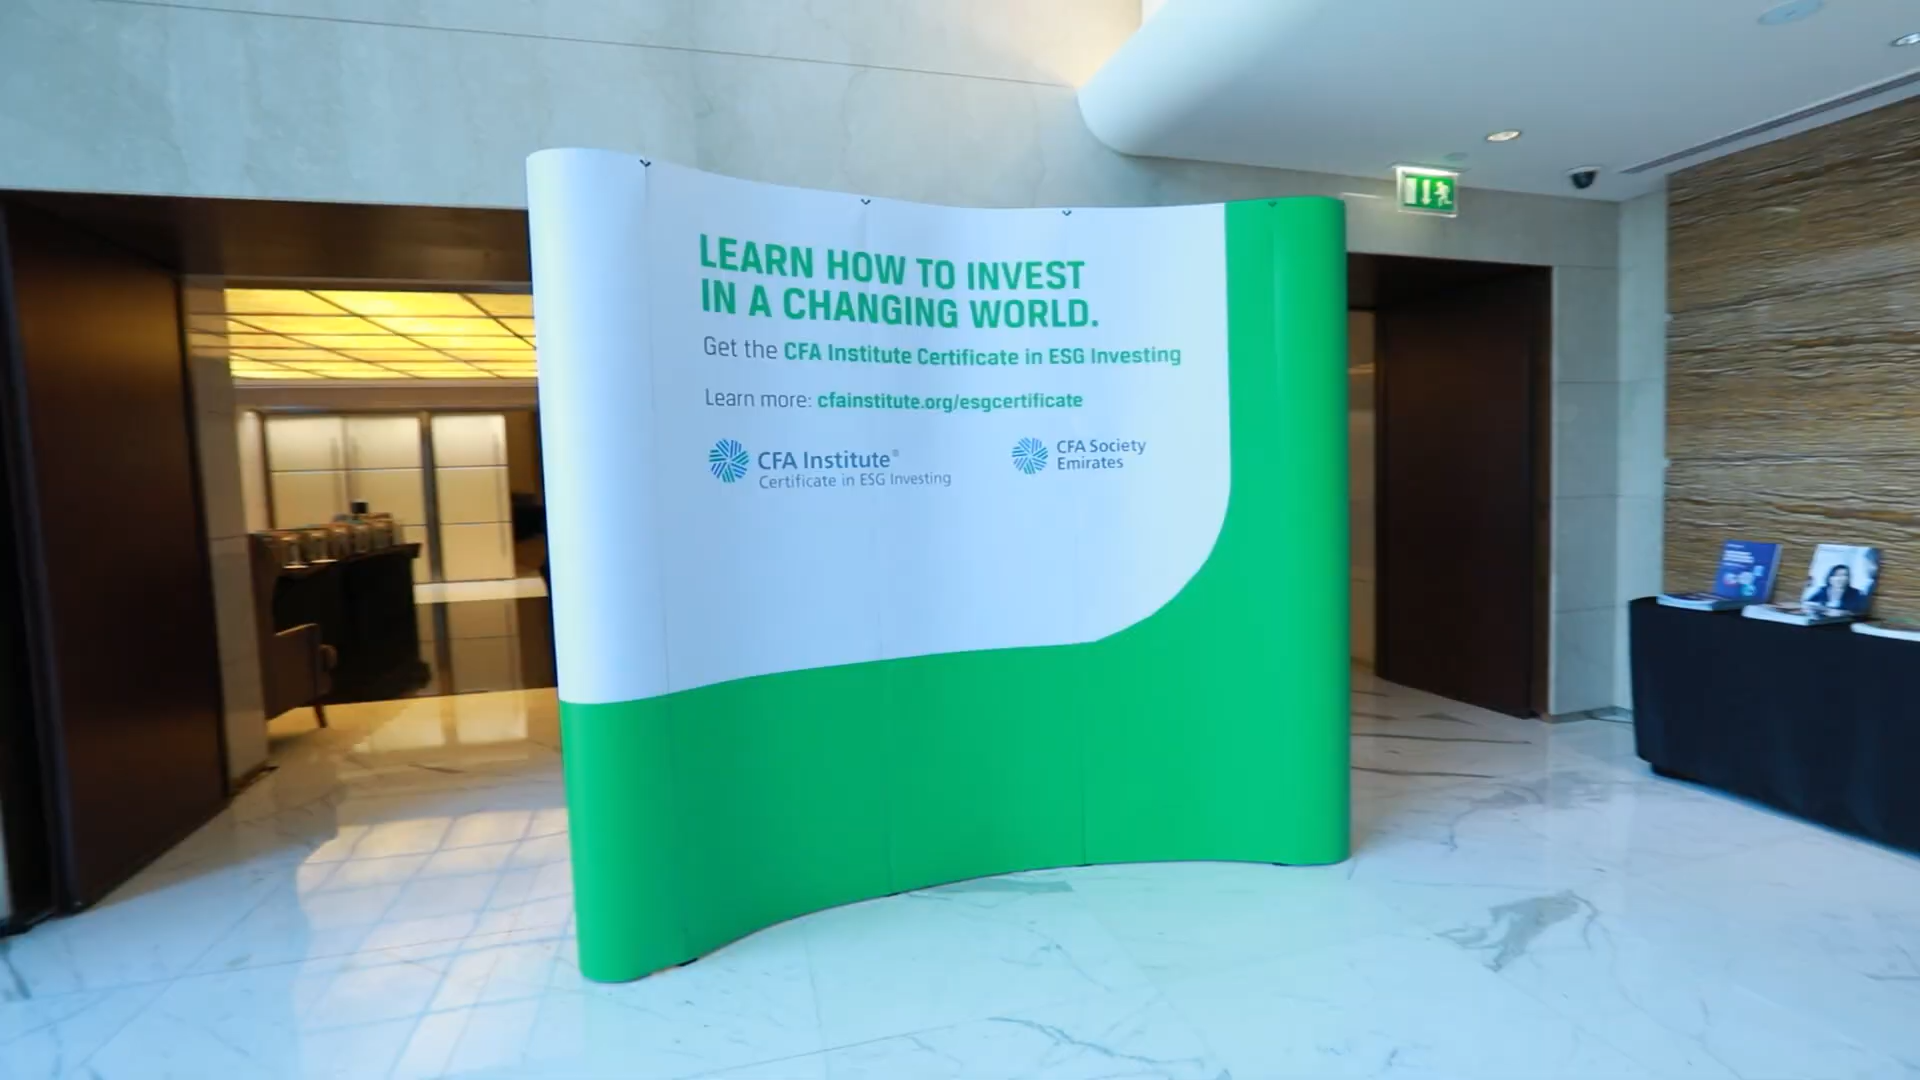 LEARN HOW TO INVEST
IN A CHANGING WORLD.
Get the CFA Institute Certificate in ESG Investing
Learn more: cfainstitute.org/esgcertificate
CFA Institute®
Certificate in ESG Investing
CFA Society
Emirates